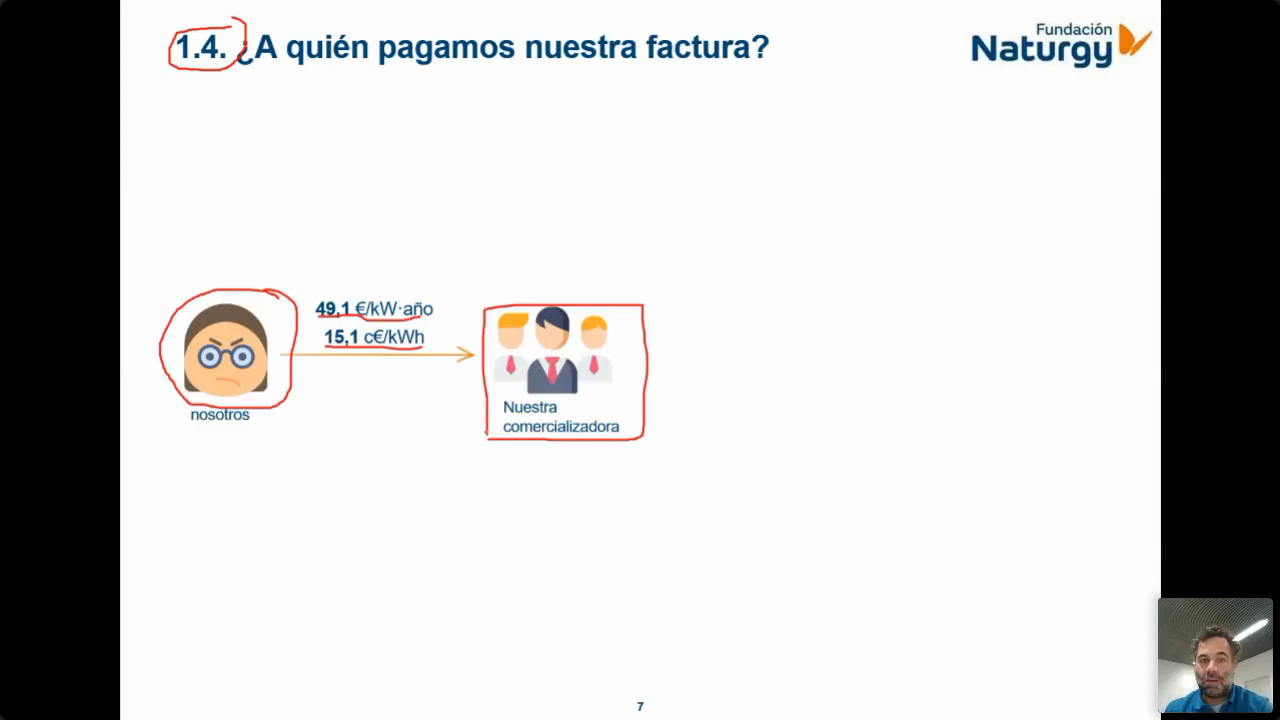 1.4. ¿A quién pagamos nuestra factura?
Fundación
Naturgy
49,1 €/kW·año
15,1 c€/kWh
nosotros
Nuestra
comercializadora
7